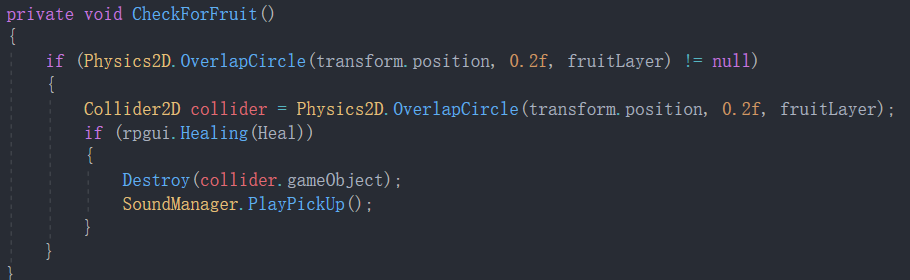 private void CheckForFruit()
{
if (Physics2D.OverlapCircle(transform.position, 0.2f, fruitLayer) != null)
{
Collider2D collider = Physics2D.OverlapCircle(transform.position, 0.2f, fruitLayer);
if (rpgui.Healing(Heal))
{
Destroy(collider.gameObject);
SoundManager.PlayPickUp();
}
}
}